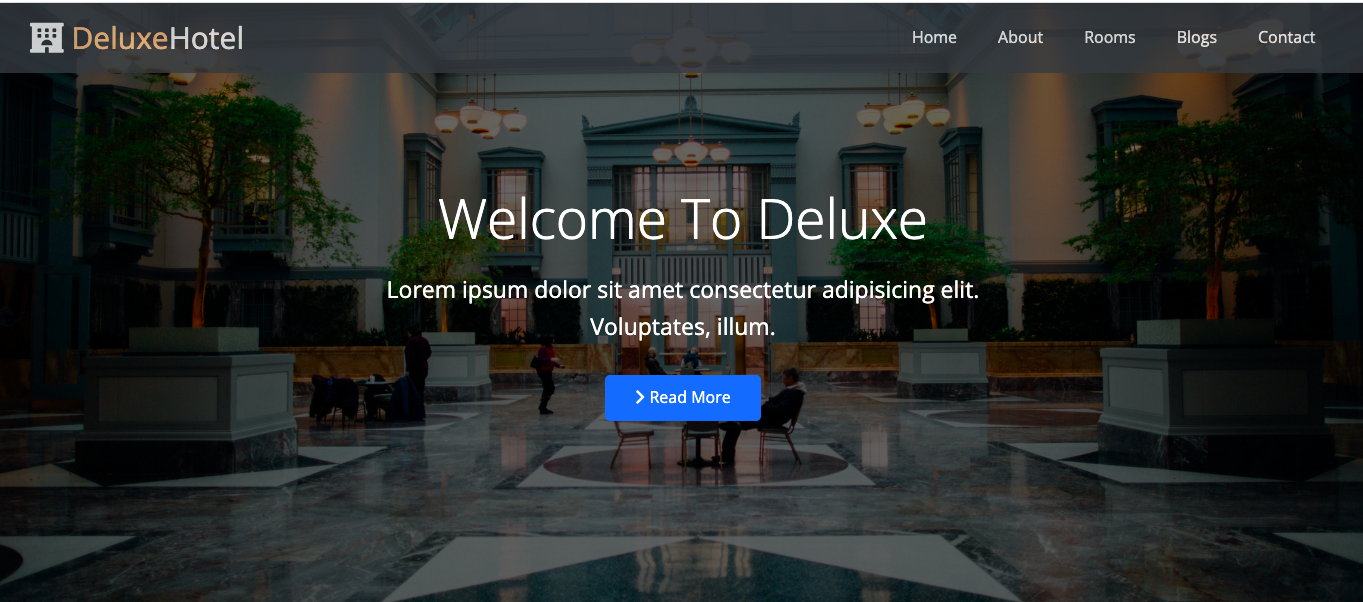 DeluxeHotel
Home About Rooms Blogs Contact
Welcome To Deluxe
Lorem ipsum dolor sit amet consectetur adipisicing elit.
Voluptates, illum.
Read More